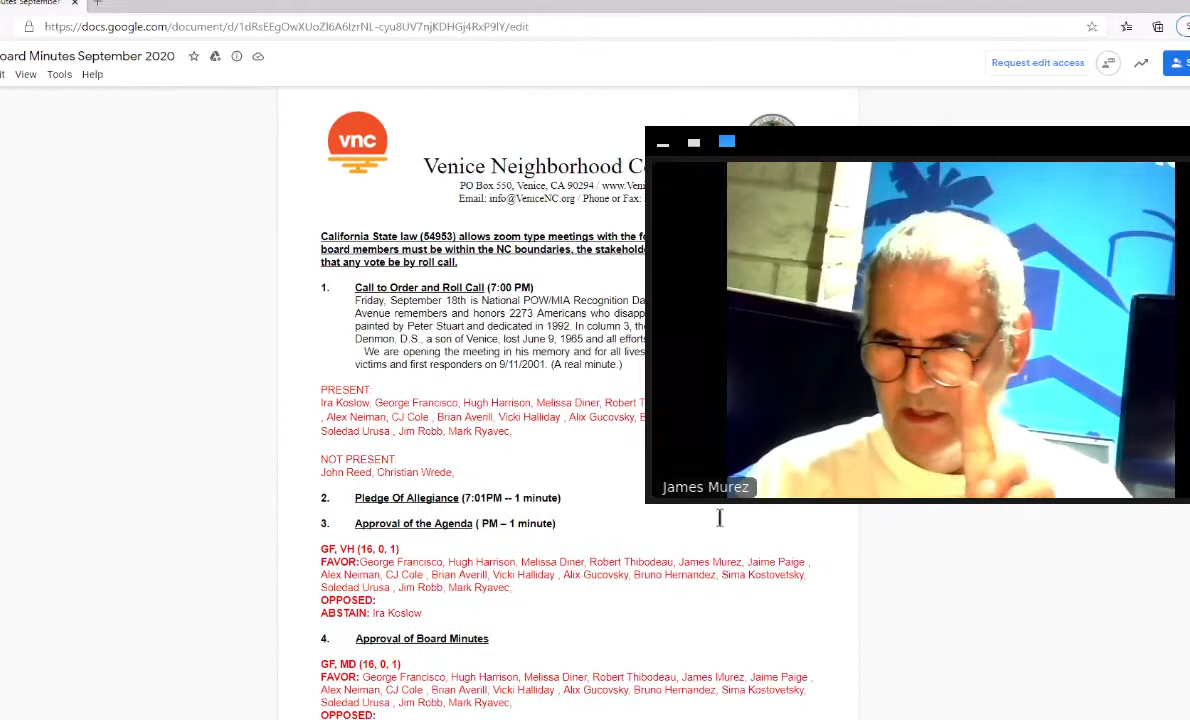 inutes September
https://docs.google.com/document/d/1dRsEEgOwXUoZl6A6IzrNL-cyu8UV7njKDHGj4RxP9lY/edit
oard Minutes September 2020
it View Tools Help
Request edit access
S
vnc
Venice Neighborhood Co
PO Box 550, Venice, CA 90294 / www.Veni
Email: info@VeniceNC.org / Phone or Fax:
California State law (54953) allows zoom type meetings with the fo
board members must be within the NC boundaries, the stakehold
that any vote be by roll call.
1. Call to Order and Roll Call (7:00 PM)
Friday, September 18th is National POW/MIA Recognition Da
Avenue remembers and honors 2273 Americans who disapp
painted by Peter Stuart and dedicated in 1992. In column 3, the
Denmon, D.S., a son of Venice, lost June 9, 1965 and all efforts
We are opening the meeting in his memory and for all lives
victims and first responders on 9/11/2001. (A real minute.)
PRESENT:
Ira Koslow, George Francisco, Hugh Harrison, Melissa Diner, Robert T
, Alex Neiman, CJ Cole , Brian Averill, Vicki Halliday , Alix Gucovsky, B
Soledad Urusa , Jim Robb, Mark Ryavec,
NOT PRESENT:
John Reed, Christian Wrede,
2. Pledge Of Allegiance (7:01PM -- 1 minute)
3. Approval of the Agenda ( PM – 1 minute)
GF, VH (16, 0, 1)
FAVOR:George Francisco, Hugh Harrison, Melissa Diner, Robert Thibodeau, James Murez, Jaime Paige ,
Alex Neiman, CJ Cole , Brian Averill, Vicki Halliday , Alix Gucovsky, Bruno Hernandez, Sima Kostovetsky,
Soledad Urusa , Jim Robb, Mark Ryavec,
OPPOSED:
ABSTAIN: Ira Koslow
4. Approval of Board Minutes
GF, MD (16, 0, 1)
FAVOR: George Francisco, Hugh Harrison, Melissa Diner, Robert Thibodeau, James Murez, Jaime Paige ,
Alex Neiman, CJ Cole , Brian Averill, Vicki Halliday , Alix Gucovsky, Bruno Hernandez, Sima Kostovetsky,
Soledad Urusa , Jim Robb, Mark Ryavec,
OPPOSED:
James Murez